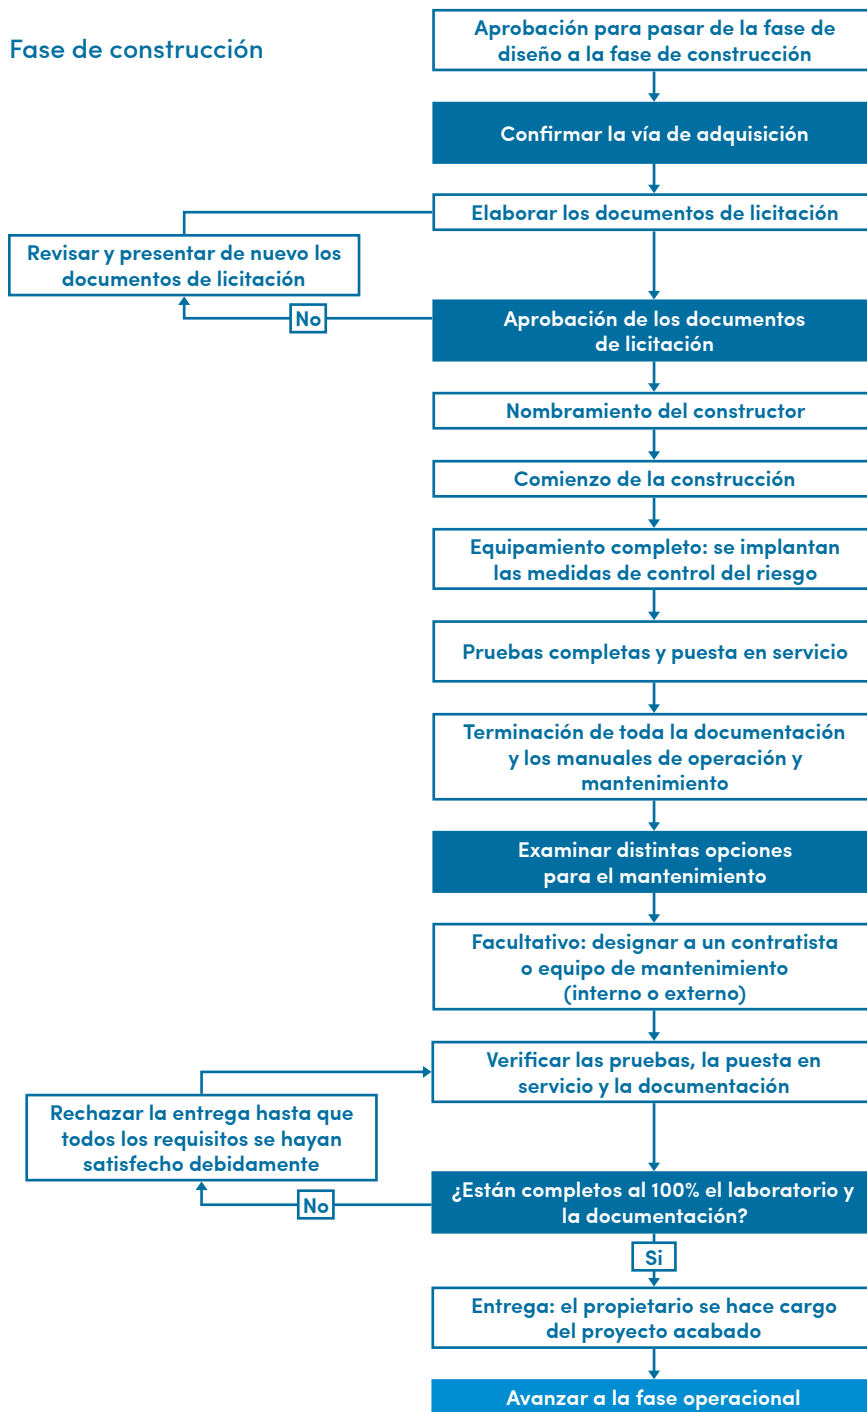 Fase de construcción
Aprobación para pasar de la fase de
diseño a la fase de construcción
Confirmar la vía de adquisición
Elaborar los documentos de licitación
Revisar y presentar de nuevo los
documentos de licitación
No
Aprobación de los documentos
de licitación
Nombramiento del constructor
Comienzo de la construcción
Equipamiento completo: se implantan
las medidas de control del riesgo
Pruebas completas y puesta en servicio
Terminación de toda la documentación
y los manuales de operación y
mantenimiento
Examinar distintas opciones
para el mantenimiento
Facultativo: designar a un contratista
o equipo de mantenimiento
(interno o externo)
Verificar las pruebas, la puesta en
servicio y la documentación
Rechazar la entrega hasta que
todos los requisitos se hayan
satisfecho debidamente
No
¿Están completos al 100% el laboratorio y
la documentación?
Si
Entrega: el propietario se hace cargo
del proyecto acabado
Avanzar a la fase operacional